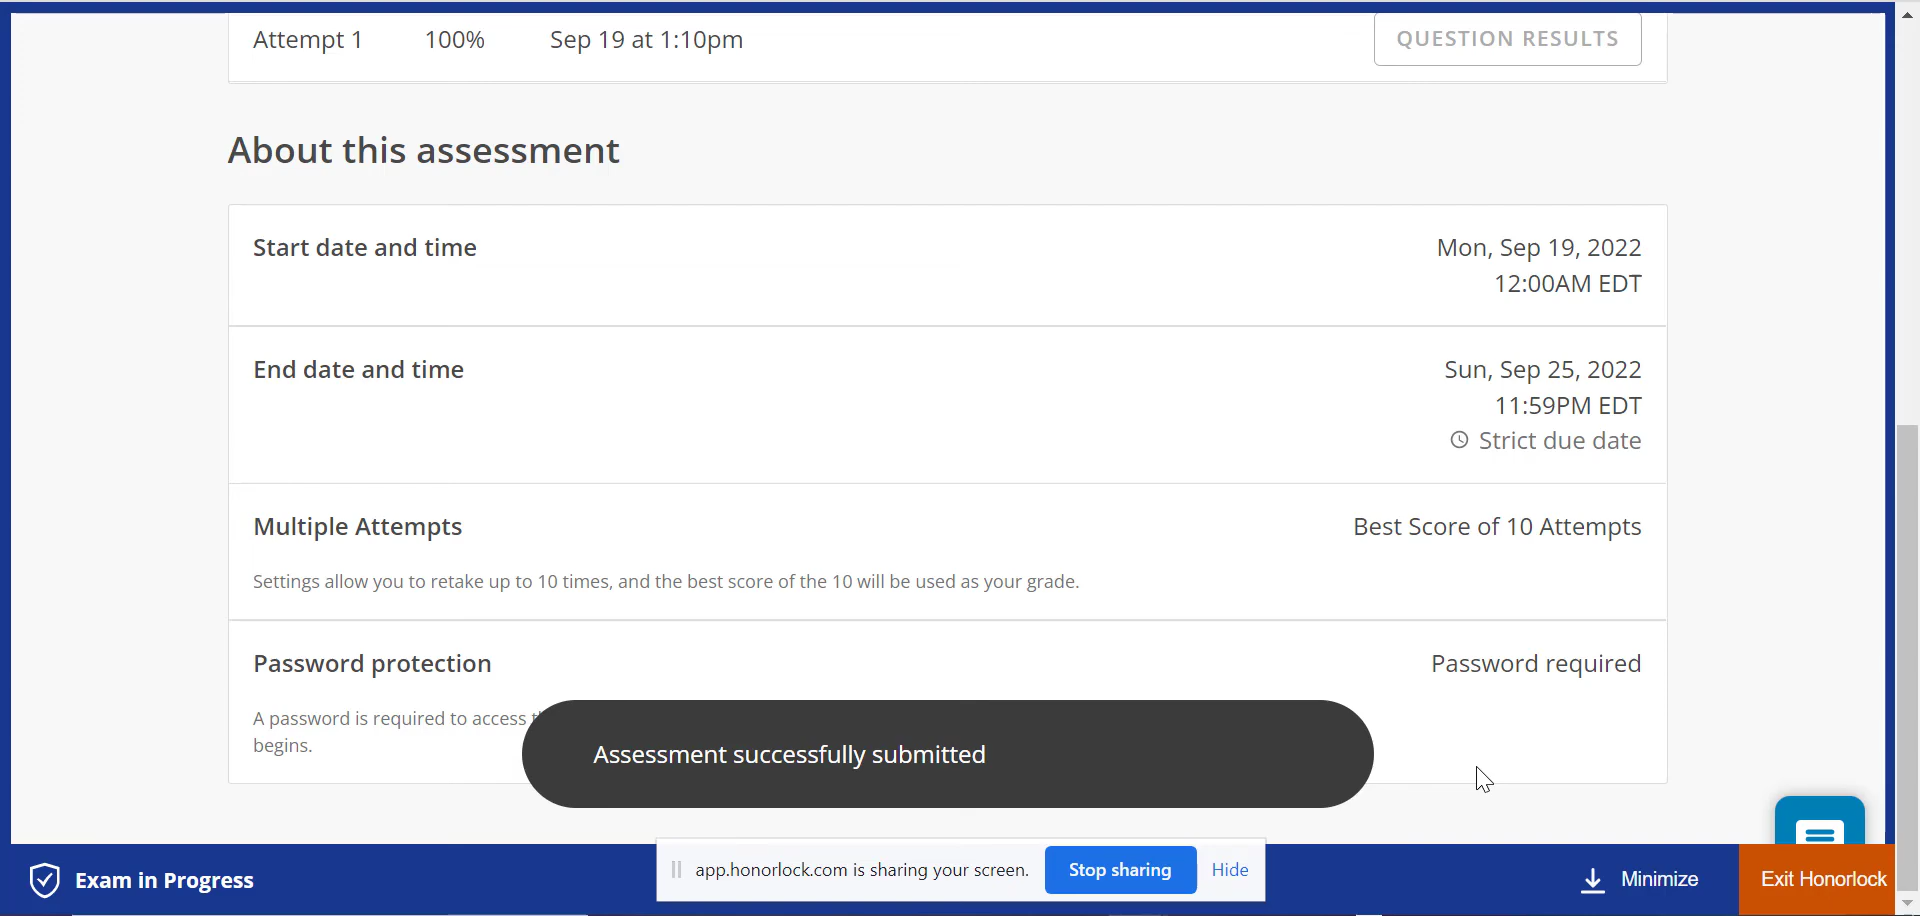 Attempt 1 100% Sep 19 at 1:10pm QUESTION RESULTS
About this assessment
Start date and time Mon, Sep 19, 2022
12:00AM EDT
End date and time Sun, Sep 25, 2022
11:59PM EDT
Strict due date
Multiple Attempts Best Score of 10 Attempts
Settings allow you to retake up to 10 times, and the best score of the 10 will be used as your grade.
Password protection Password required
A password is required to access
begins.
Assessment successfully submitted
app.honorlock.com is sharing your screen. Stop sharing Hide
Exam in Progress Minimize Exit Honorlock